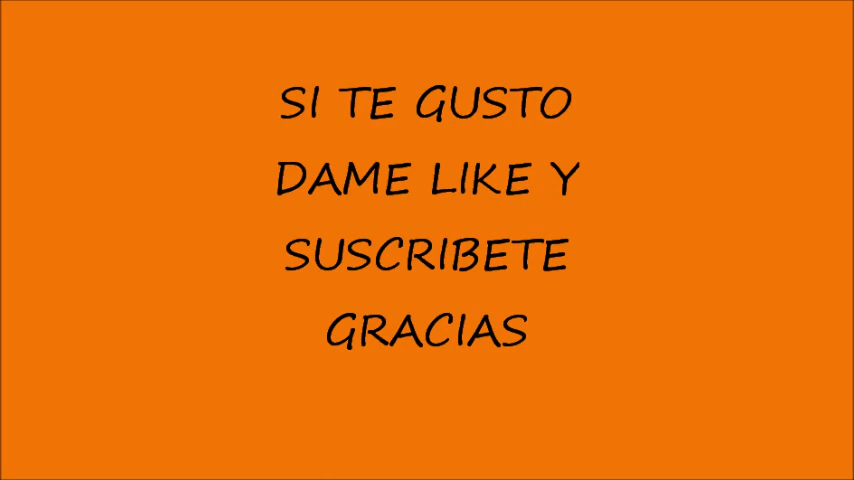 SI TE GUSTO
DAME LIKE Y
SUSCRIBETE
GRACIAS